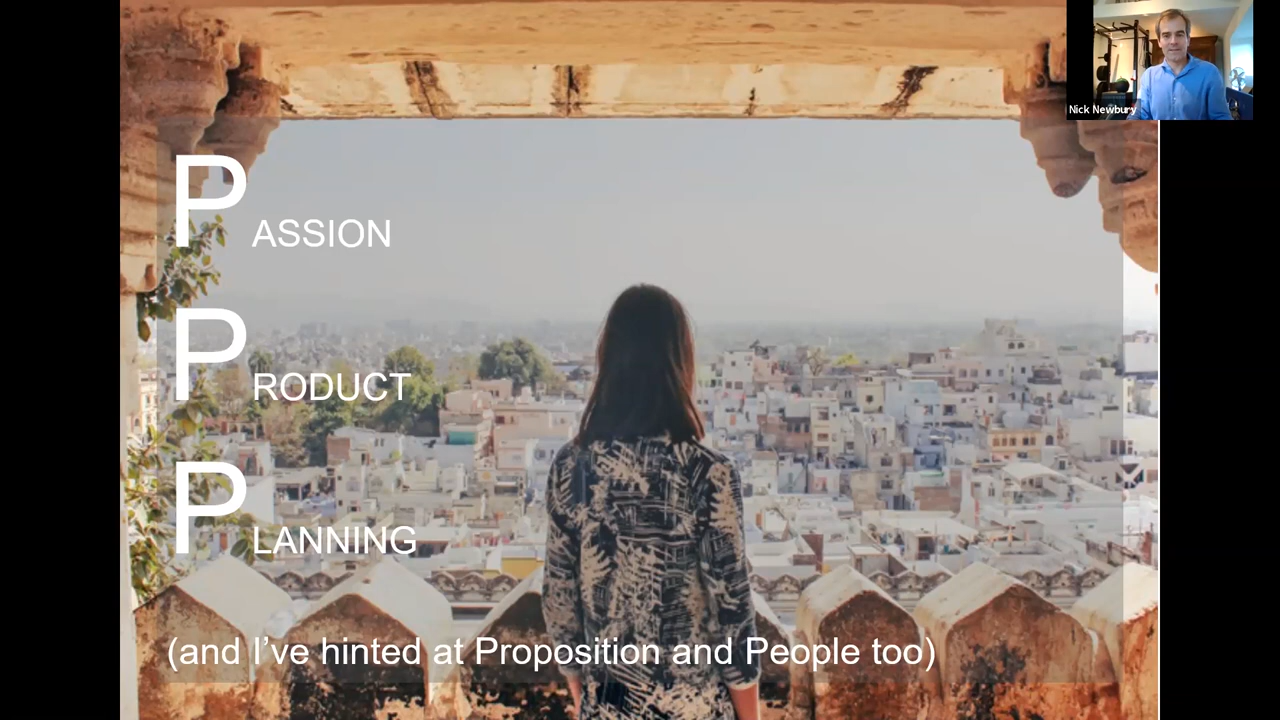 Nick Newbury
PASSION
PRODUCT
PLANNING
(and I've hinted at Proposition and People too)